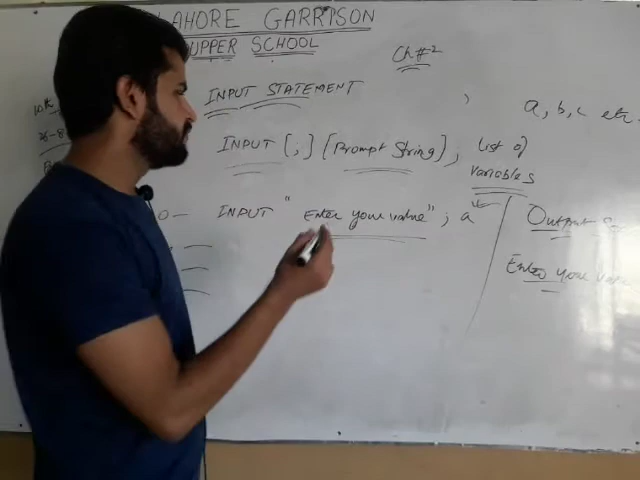 LAHORE GARRISON
UPPER SCHOOL
Ch#2
INPUT STATEMENT
a, b, c etc.
INPUT [;] [Prompt String], List of
Variables
INPUT "Enter your value"; a
Output
Enter your